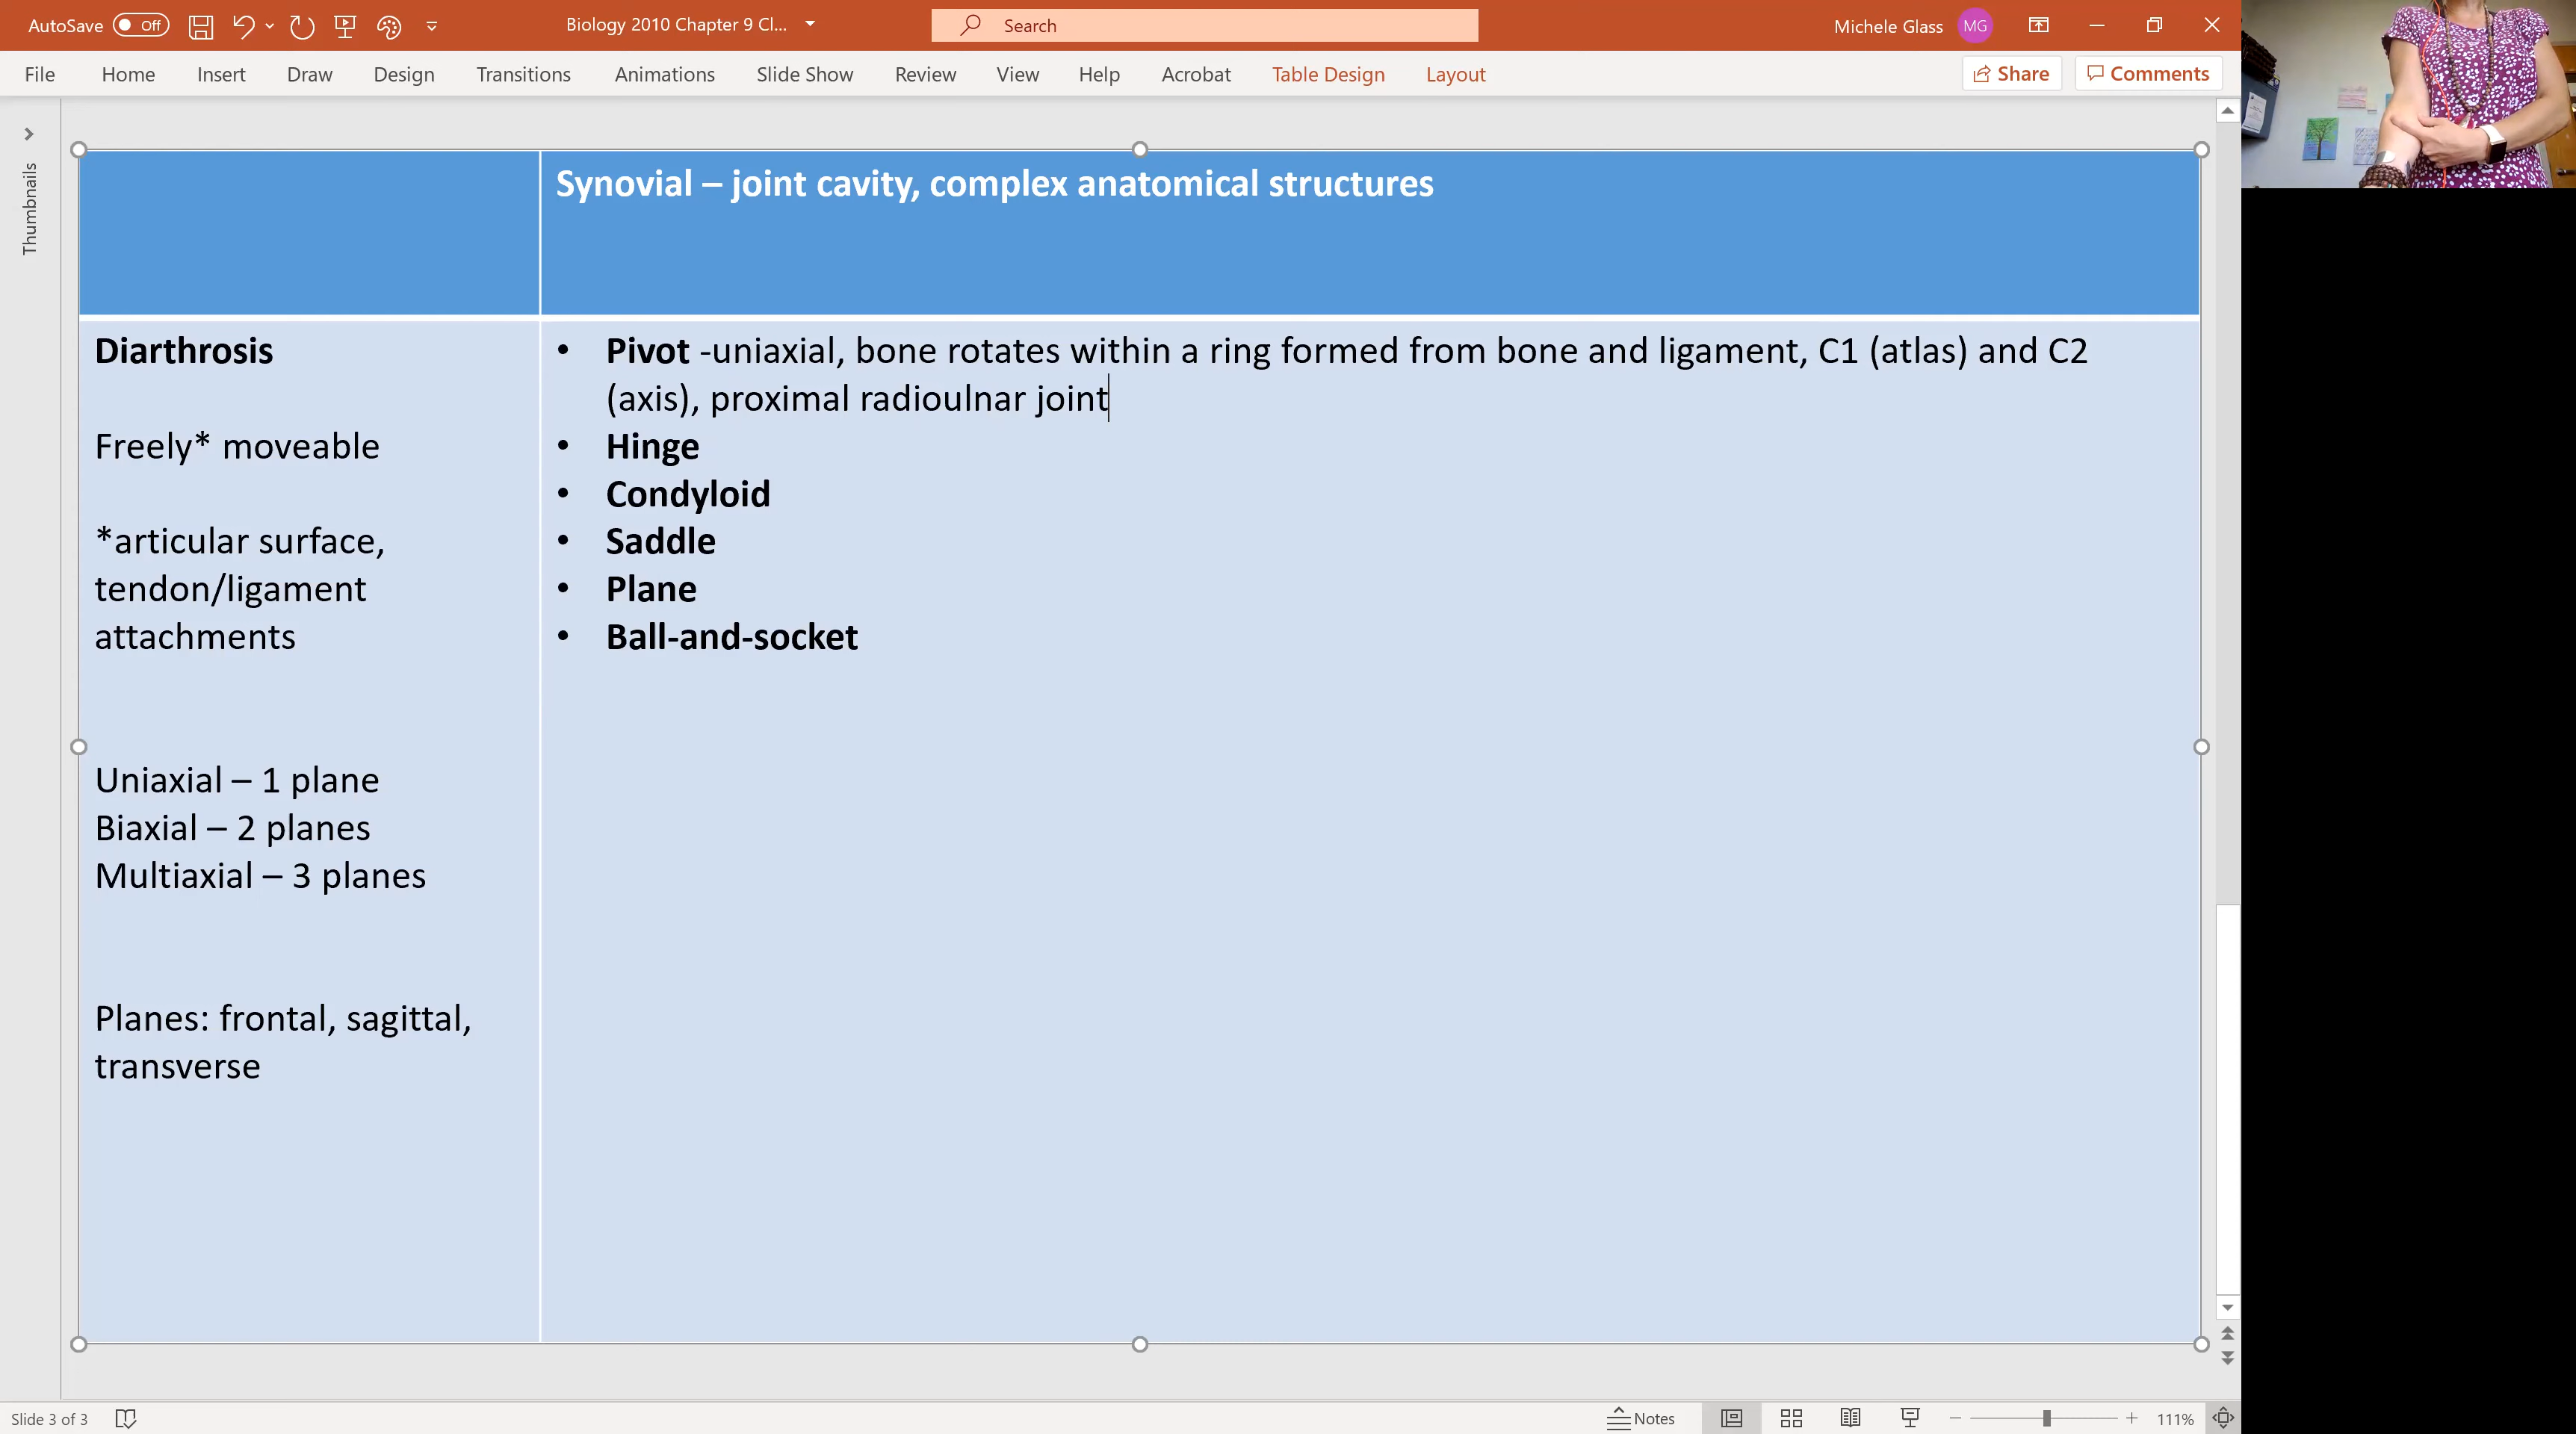 AutoSave Off Biology 2010 Chapter 9 Cl... Search Michele Glass MG
File Home Insert Draw Design Transitions Animations Slide Show Review View Help Acrobat Table Design Layout Share Comments
Thumbnails
Synovial – joint cavity, complex anatomical structures
Diarthrosis
Freely* moveable
*articular surface,
tendon/ligament
attachments
Uniaxial – 1 plane
Biaxial – 2 planes
Multiaxial – 3 planes
Planes: frontal, sagittal,
transverse
• Pivot -uniaxial, bone rotates within a ring formed from bone and ligament, C1 (atlas) and C2
(axis), proximal radioulnar joint
• Hinge
• Condyloid
• Saddle
• Plane
• Ball-and-socket
Slide 3 of 3 Notes 111%